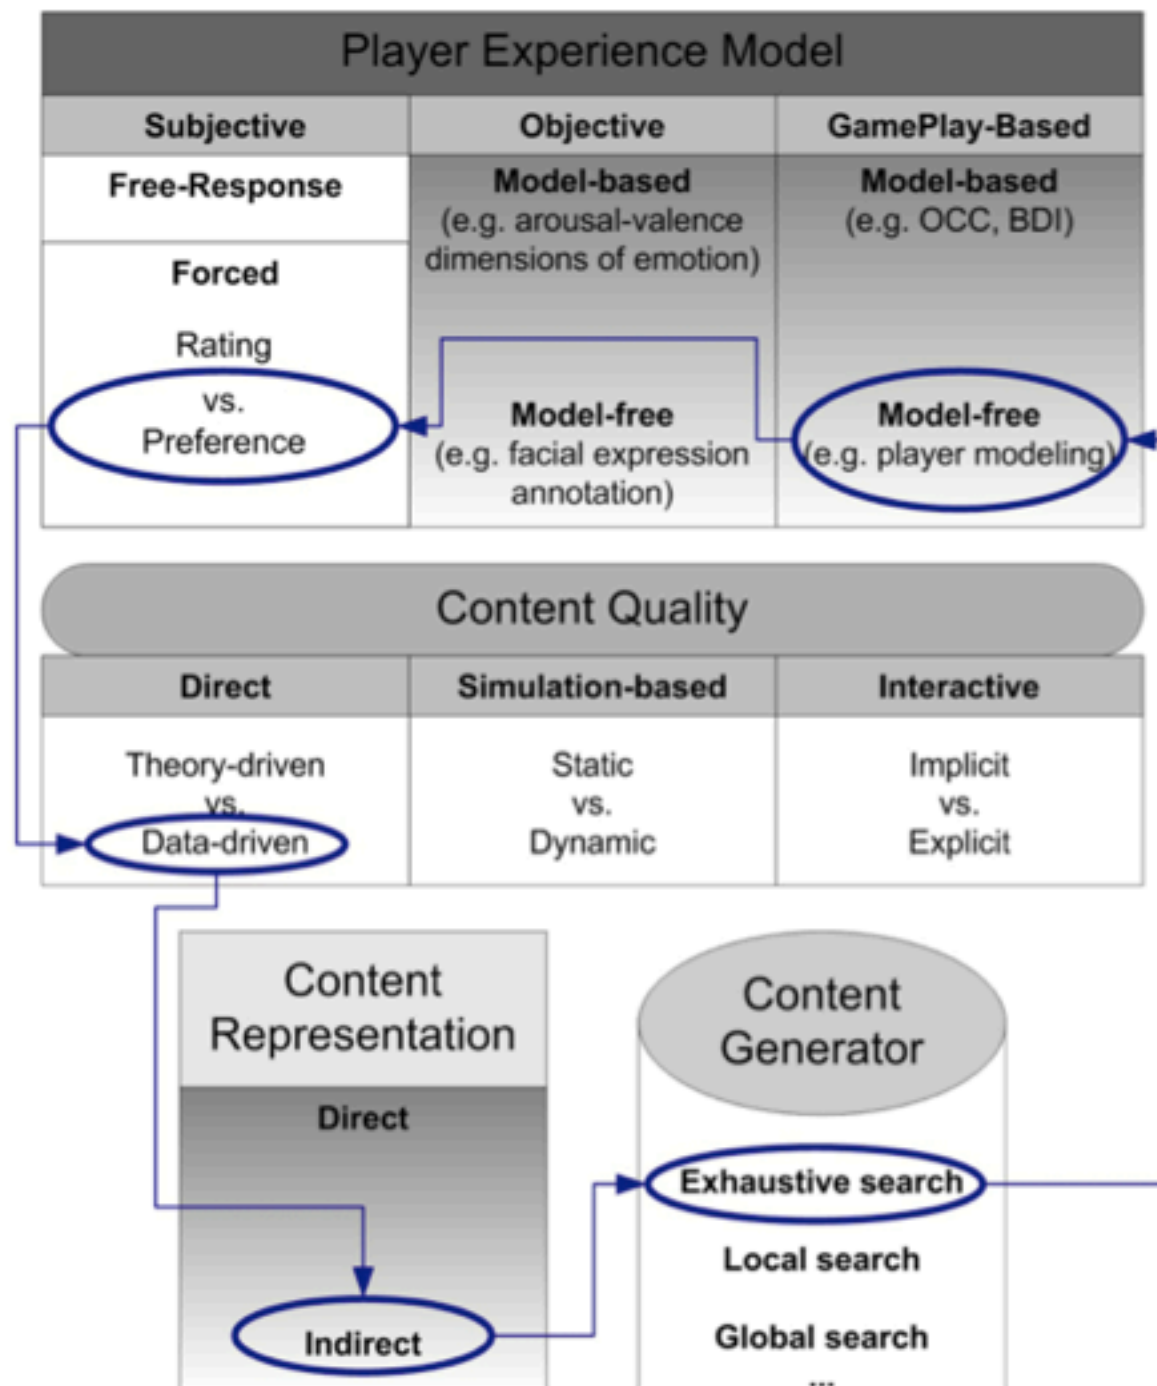 Player Experience Model
Subjective
Objective
GamePlay-Based
Free-Response
Forced
Rating
vs.
Preference
Model-based
(e.g. arousal-valence
dimensions of emotion)
Model-free
(e.g. facial expression
annotation)
Model-based
(e.g. OCC, BDI)
Model-free
(e.g. player modeling)
Content Quality
Direct
Simulation-based
Interactive
Theory-driven
vs.
Data-driven
Static
vs.
Dynamic
Implicit
vs.
Explicit
Content
Representation
Direct
Indirect
Content
Generator
Exhaustive search
Local search
Global search
...